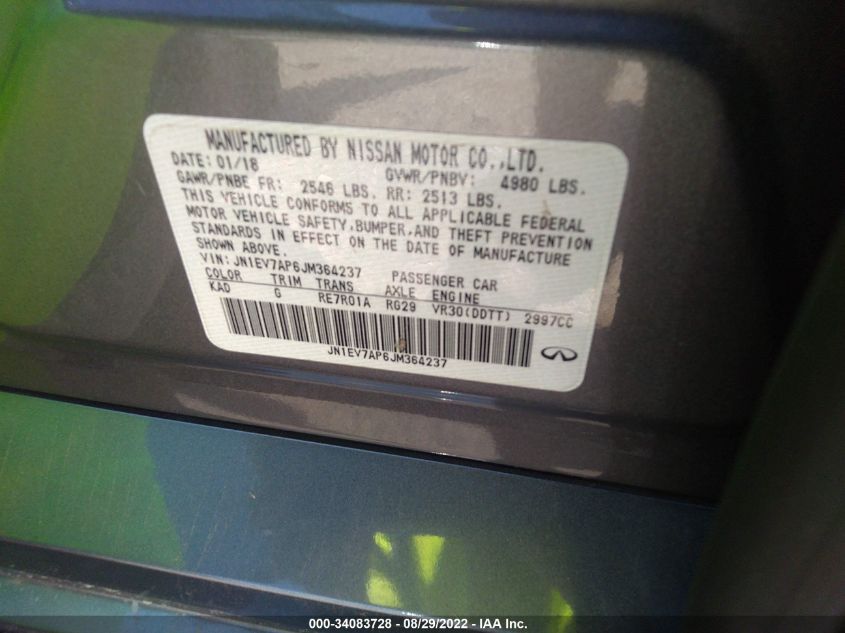 MANUFACTURED BY NISSAN MOTOR CO.,LTD.
DATE: 01/18 GVWR/PNBV: 4980 LBS.
GAWR/PNBE FR: 2546 LBS. RR: 2513 LBS.
THIS VEHICLE CONFORMS TO ALL APPLICABLE FEDERAL
MOTOR VEHICLE SAFETY,BUMPER,AND THEFT PREVENTION
STANDARDS IN EFFECT ON THE DATE OF MANUFACTURE
SHOWN ABOVE.
VIN: JN1EV7AP6JM364237 PASSENGER CAR
COLOR TRIM TRANS AXLE ENGINE
KAD G RE7R01A RG29 VR30(DDTT) 2997CC
JN1EV7AP6JM364237
000-34083728 - 08/29/2022 - IAA Inc.